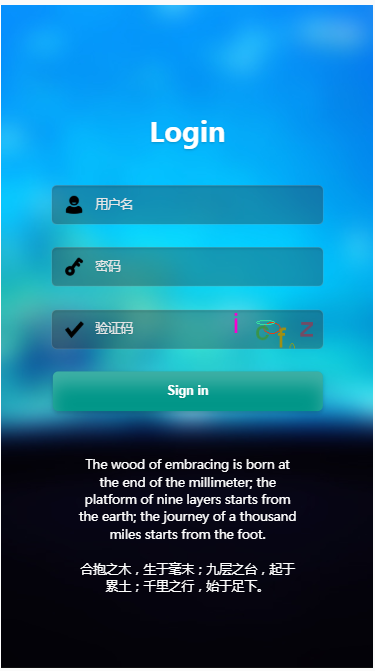 Login
用户名
密码
验证码
Sign in
The wood of embracing is born at
the end of the millimeter; the
platform of nine layers starts from
the earth; the journey of a thousand
miles starts from the foot.
合抱之木，生于毫末；九层之台，起于
累土；千里之行，始于足下。